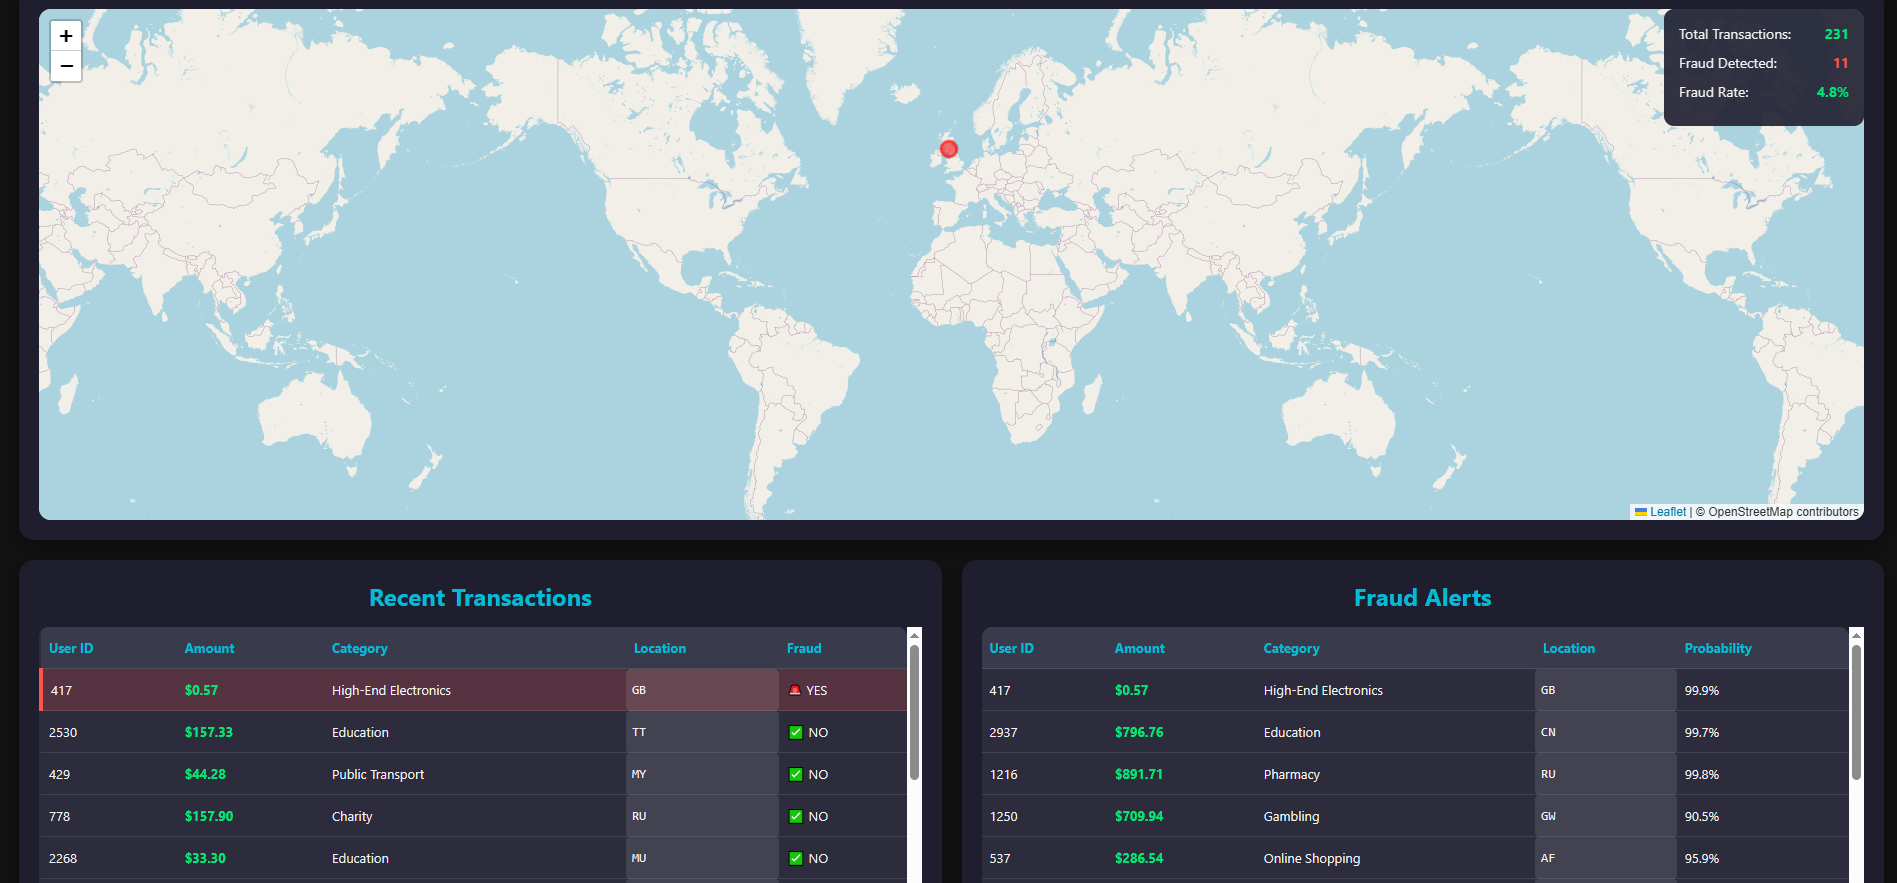 +
−
Total Transactions: 231
Fraud Detected: 11
Fraud Rate: 4.8%
Leaflet | © OpenStreetMap contributors
Recent Transactions
User ID Amount Category Location Fraud
417 $0.57 High-End Electronics GB YES
2530 $157.33 Education TT NO
429 $44.28 Public Transport MY NO
778 $157.90 Charity RU NO
2268 $33.30 Education MU NO
Fraud Alerts
User ID Amount Category Location Probability
417 $0.57 High-End Electronics GB 99.9%
2937 $796.76 Education CN 99.7%
1216 $891.71 Pharmacy RU 99.8%
1250 $709.94 Gambling GW 90.5%
537 $286.54 Online Shopping AF 95.9%